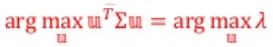 arg max 𝕦 𝕦ᵀΣ𝕦 = arg max 𝕦 λ